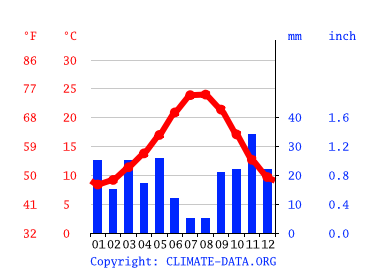 °F °C mm inch
86 30
77 25
68 20 40 1.6
59 15 30 1.2
50 10 20 0.8
41 5 10 0.4
32 0 0 0.0
01 02 03 04 05 06 07 08 09 10 11 12
Copyright: CLIMATE-DATA.ORG